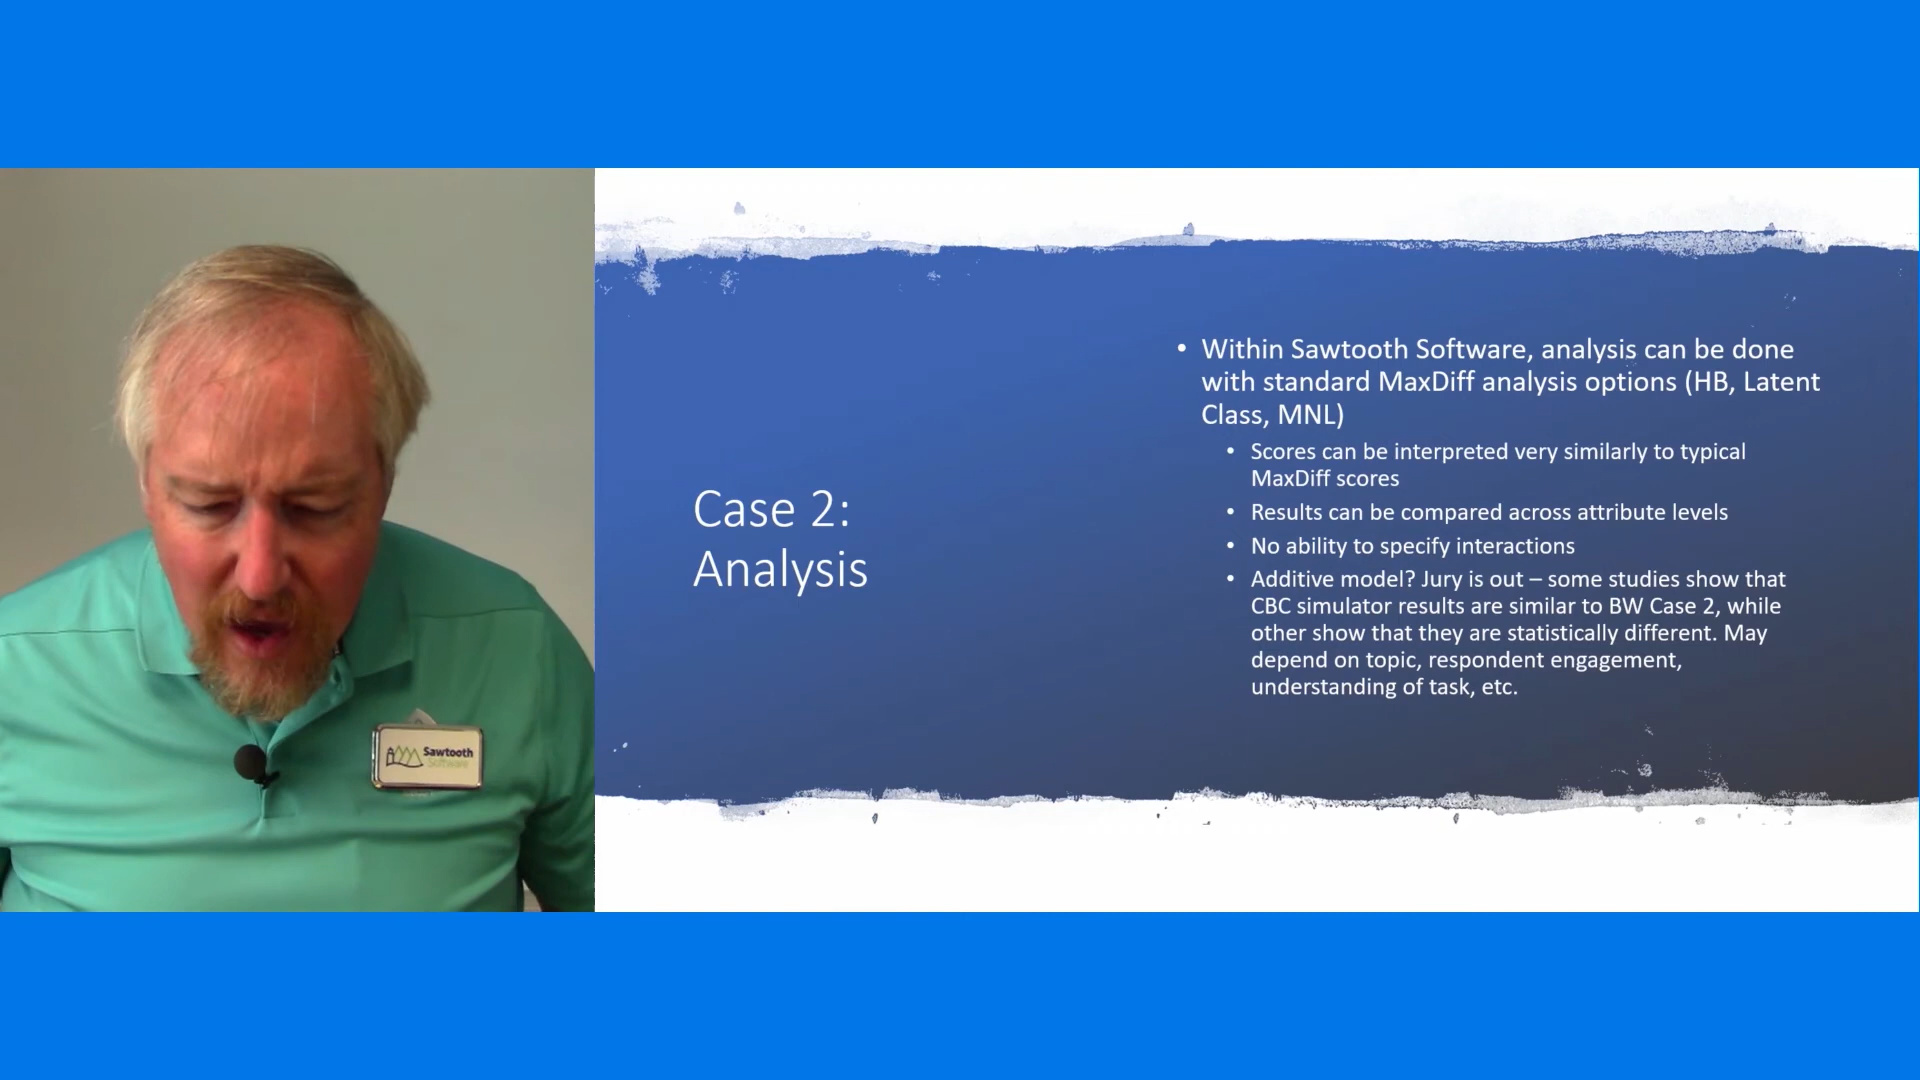 Sawtooth
Software
Case 2:
Analysis
• Within Sawtooth Software, analysis can be done
with standard MaxDiff analysis options (HB, Latent
Class, MNL)
• Scores can be interpreted very similarly to typical
MaxDiff scores
• Results can be compared across attribute levels
• No ability to specify interactions
• Additive model? Jury is out – some studies show that
CBC simulator results are similar to BW Case 2, while
other show that they are statistically different. May
depend on topic, respondent engagement,
understanding of task, etc.